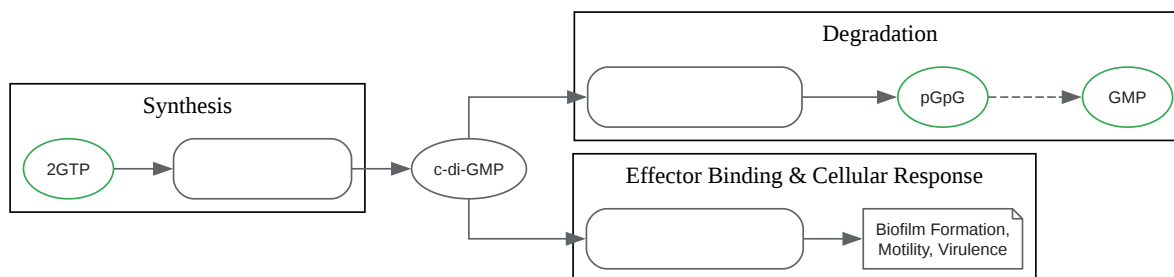 Synthesis
2GTP
c-di-GMP
Degradation
pGpG
GMP
Effector Binding & Cellular Response
Biofilm Formation,
Motility, Virulence